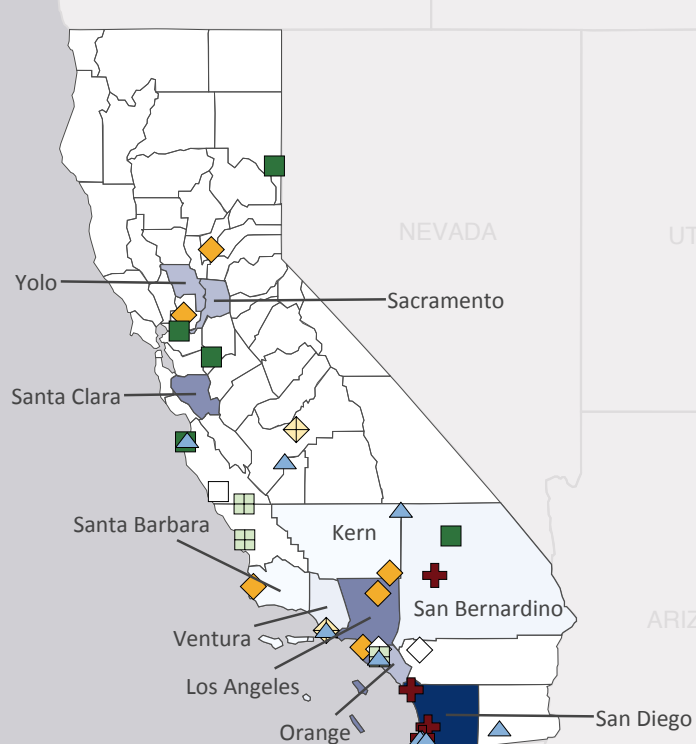 NEVADA
UT
Yolo
Sacramento
Santa Clara
Santa Barbara
Kern
San Bernardino
ARIZ
Ventura
Los Angeles
Orange
San Diego